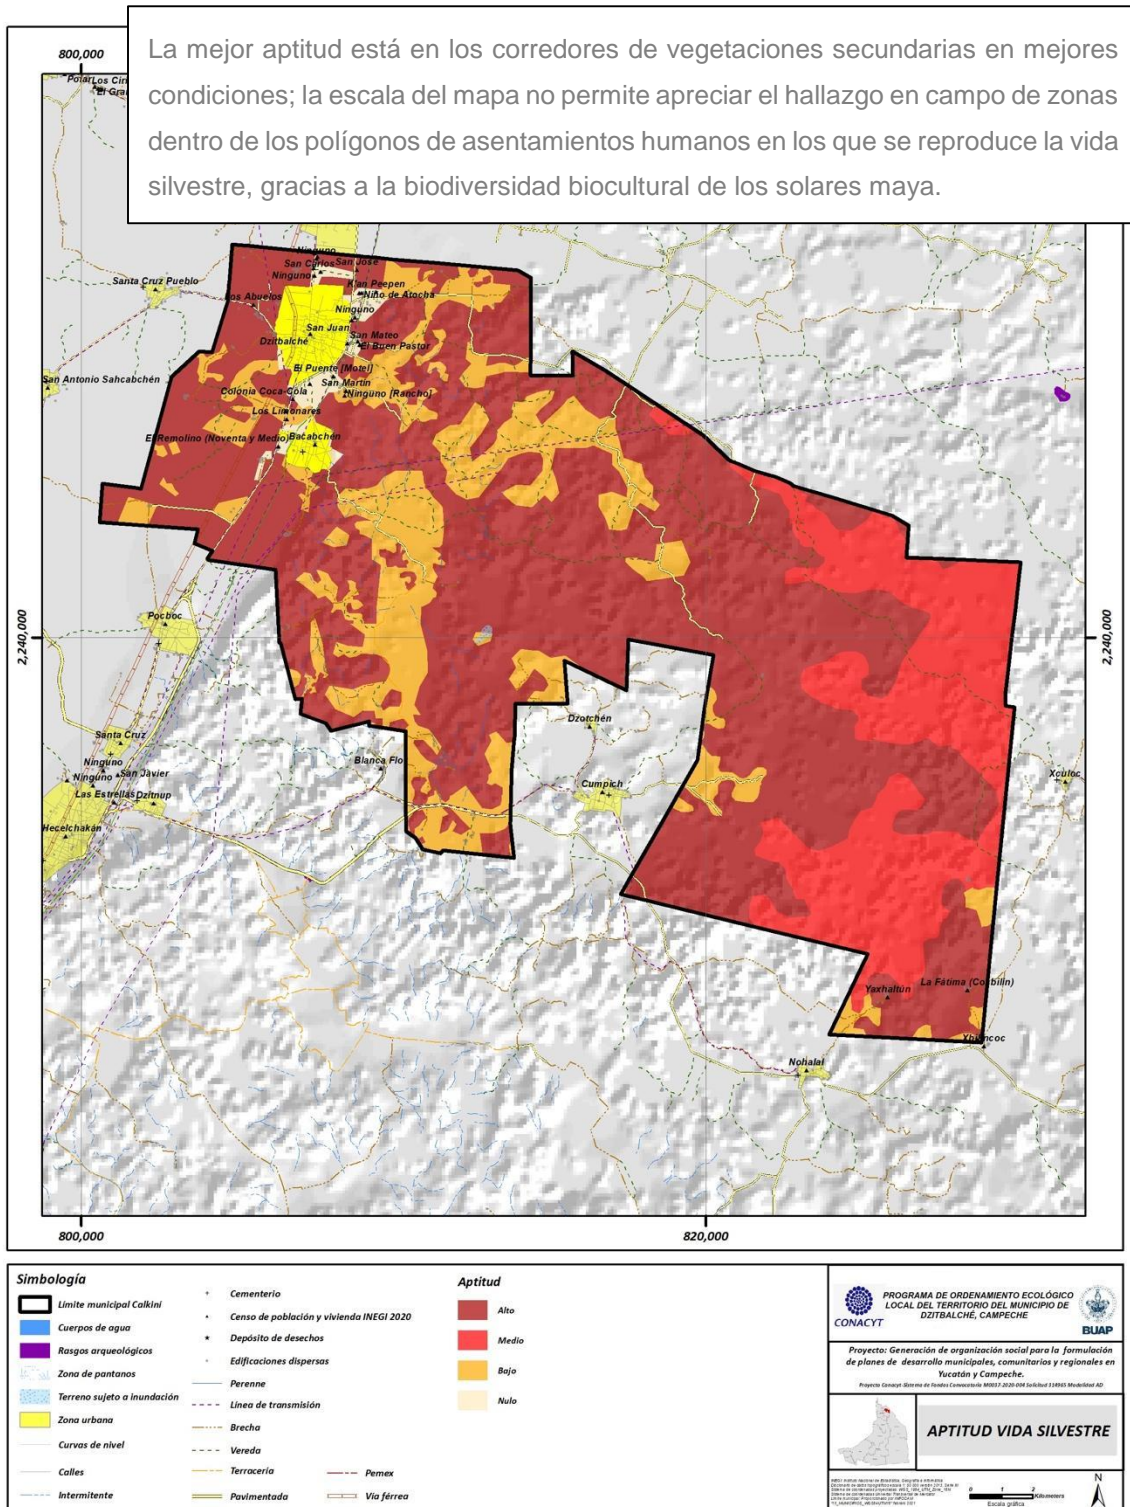 La mejor aptitud está en los corredores de vegetaciones secundarias en mejores
condiciones; la escala del mapa no permite apreciar el hallazgo en campo de zonas
dentro de los polígonos de asentamientos humanos en los que se reproduce la vida
silvestre, gracias a la biodiversidad biocultural de los solares maya.
800,000
Ninguno
San Carlos
San José
Ninguno
Santa Cruz Pueblo
K'an Peepen
Niño de Atocha
Los Abuelos
Ninguno
San Juan
San Mateo
Dzitbalché
El Buen Pastor
El Puente [Motel]
San Antonio Sahcabchén
San Martín
Colonia Coca-Cola
Ninguno [Rancho]
Los Limonares
El Remolino (Noventa y Medio)
Bacabchén
2,240,000
2,240,000
Pocboc
Santa Cruz
Dzotchén
Ninguno
Blanca Flo
San Javier
Ninguno
Xculoc
Las Estrellas
Dzitnup
Cumpich
Hecelchakán
La Fátima
Yaxhaltún
Nohalal
800,000
820,000
Simbología
Límite municipal Calkiní
Cuerpos de agua
Rasgos arqueológicos
Zona de pantanos
Terreno sujeto a inundación
Zona urbana
Curvas de nivel
Calles
Intermitente
Cementerio
Censo de población y vivienda INEGI 2020
Depósito de desechos
Edificaciones dispersas
Perenne
Línea de transmisión
Brecha
Vereda
Terracería
Pavimentada
Pemex
Vía férrea
Aptitud
Alto
Medio
Bajo
Nulo
CONACYT
PROGRAMA DE ORDENAMIENTO ECOLÓGICO
LOCAL DEL TERRITORIO DEL MUNICIPIO DE
DZITBALCHÉ, CAMPECHE
BUAP
Proyecto: Generación de organización social para la formulación
de planes de desarrollo municipales, comunitarios y regionales en
Yucatán y Campeche.
APTITUD VIDA SILVESTRE
0 1 2
Kilometers
Escala gráfica
N